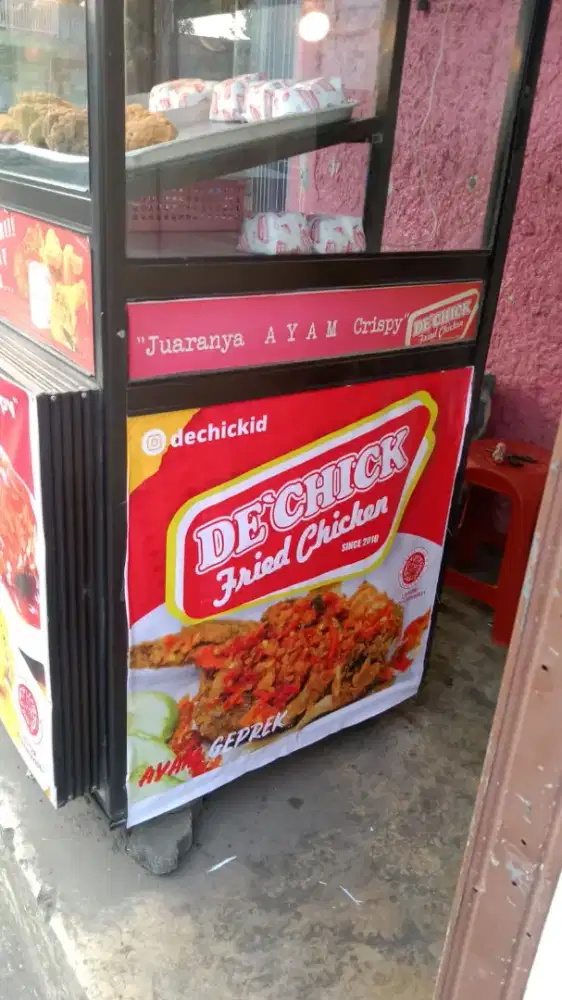 "Juaranya AYAM Crispy"
DE'CHICK
Fried Chicken
dechickid
DE'CHICK
Fried Chicken
SINCE 2010
AYAM GEPREK